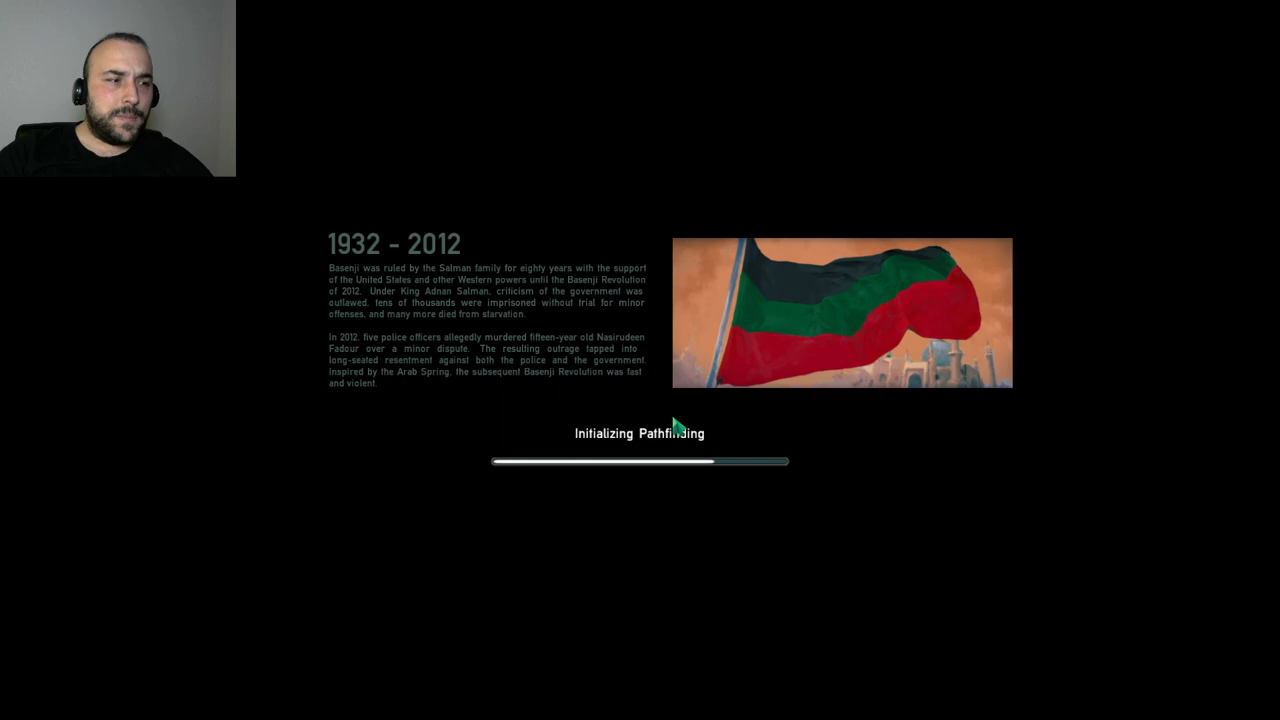 1932 - 2012
Basenji was ruled by the Salman family for eighty years with the support
of the United States and other Western powers until the Basenji Revolution
of 2012. Under King Adnan Salman, criticism of the government was
outlawed, tens of thousands were imprisoned without trial for minor
offenses, and many more died from starvation.
In 2012, five police officers allegedly murdered fifteen-year old Nasirudeen
Fadour over a minor dispute. The resulting outrage tapped into
long-seated resentment against both the police and the government.
Inspired by the Arab Spring, the subsequent Basenji Revolution was fast
and violent.
Initializing Pathfinding